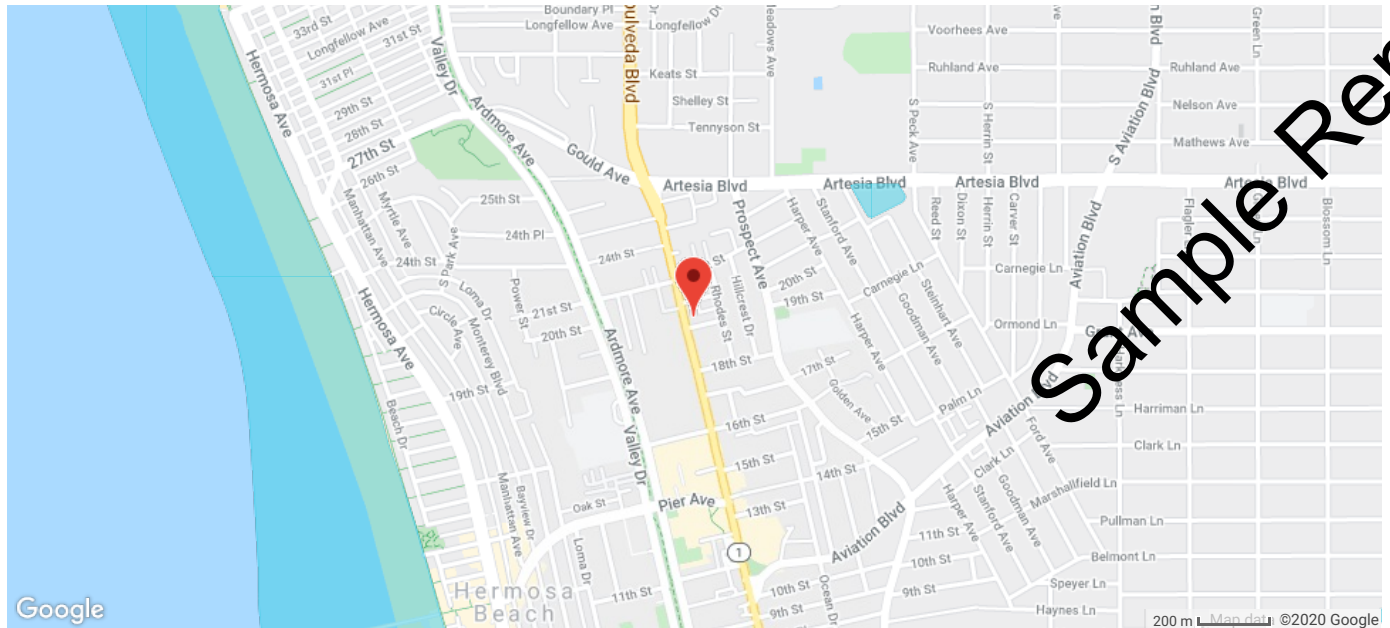 Boundary Pl
Longfellow Ave
Longfellow Dr
33rd St
Longfellow Ave
31st St
31st Pl
29th St
28th St
27th St
26th St
Hermosa Ave
Valley Dr
Ardmore Ave
Gould Ave
Keats St
Shelley St
Tennyson St
Voorhees Ave
Ruhland Ave
Ruhland Ave
Nelson Ave
Mathews Ave
Green Ln
S Peck Ave
S Herrin St
S Aviation Blvd
Artesia Blvd
Artesia Blvd
Artesia Blvd
Artesia Blvd
Manhattan Ave
Myrtle Ave
S Park Ave
25th St
24th Pl
24th St
24th St
Prospect Ave
Harper Ave
Stanford Ave
Reed St
Dixon St
Herrin St
Carver St
Aviation Blvd
Blossom Ln
Hermosa Ave
Loma Dr
Circle Ave
Monterey Blvd
Power St
21st St
20th St
Rhodes St
Hillcrest Dr
20th St
19th St
Carnegie Ln
Carnegie Ln
Steinhart Ave
Goodman Ave
Harper Ave
Ormond Ln
19th St
Beach Dr
Ardmore Ave
Valley Dr
18th St
17th St
Golden Ave
16th St
15th St
15th St
14th St
13th St
Palm Ln
Aviation Blvd
Harkness Ln
Harriman Ln
Clark Ln
Clark Ln
Ford Ave
Goodman Ave
Stanford Ave
Harper Ave
Marshallfield Ln
Pullman Ln
Belmont Ln
Speyer Ln
Haynes Ln
Manhattan Ave
Bayview Dr
Oak St
Pier Ave
Loma Dr
11th St
Hermosa
Beach
1
Aviation Blvd
11th St
10th St
9th St
10th St
9th St
Ocean Dr
Sample
Google
200 m
Map data
©2020 Google